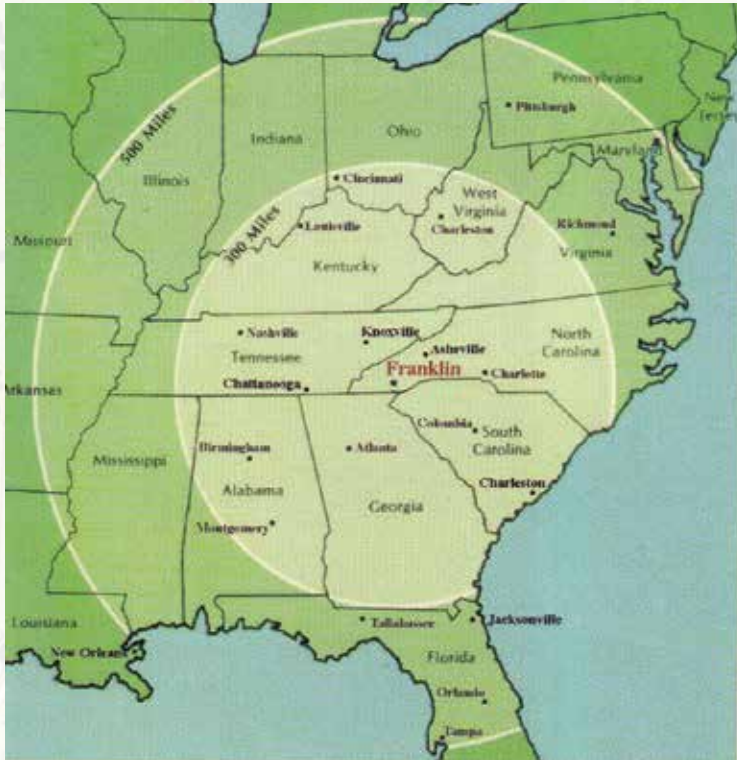 Pennsylvania
Pittsburgh
New
Jerse
500 Miles
Indiana
Ohio
Maryland
Illinois
Cincinnati
West
Virginia
Charleston
300 Miles
Louisville
Richmond
Virginia
Missouri
Kentucky
Nashville
Knoxville
North
Carolina
Tennessee
Asheville
Franklin
Charlotte
Chattanooga
Arkansas
Columbia
South
Carolina
Birmingham
Atlanta
Mississippi
Alabama
Charleston
Georgia
Montgomery
Louisiana
Tallahassee
Jacksonville
New Orleans
Florida
Orlando
Tampa